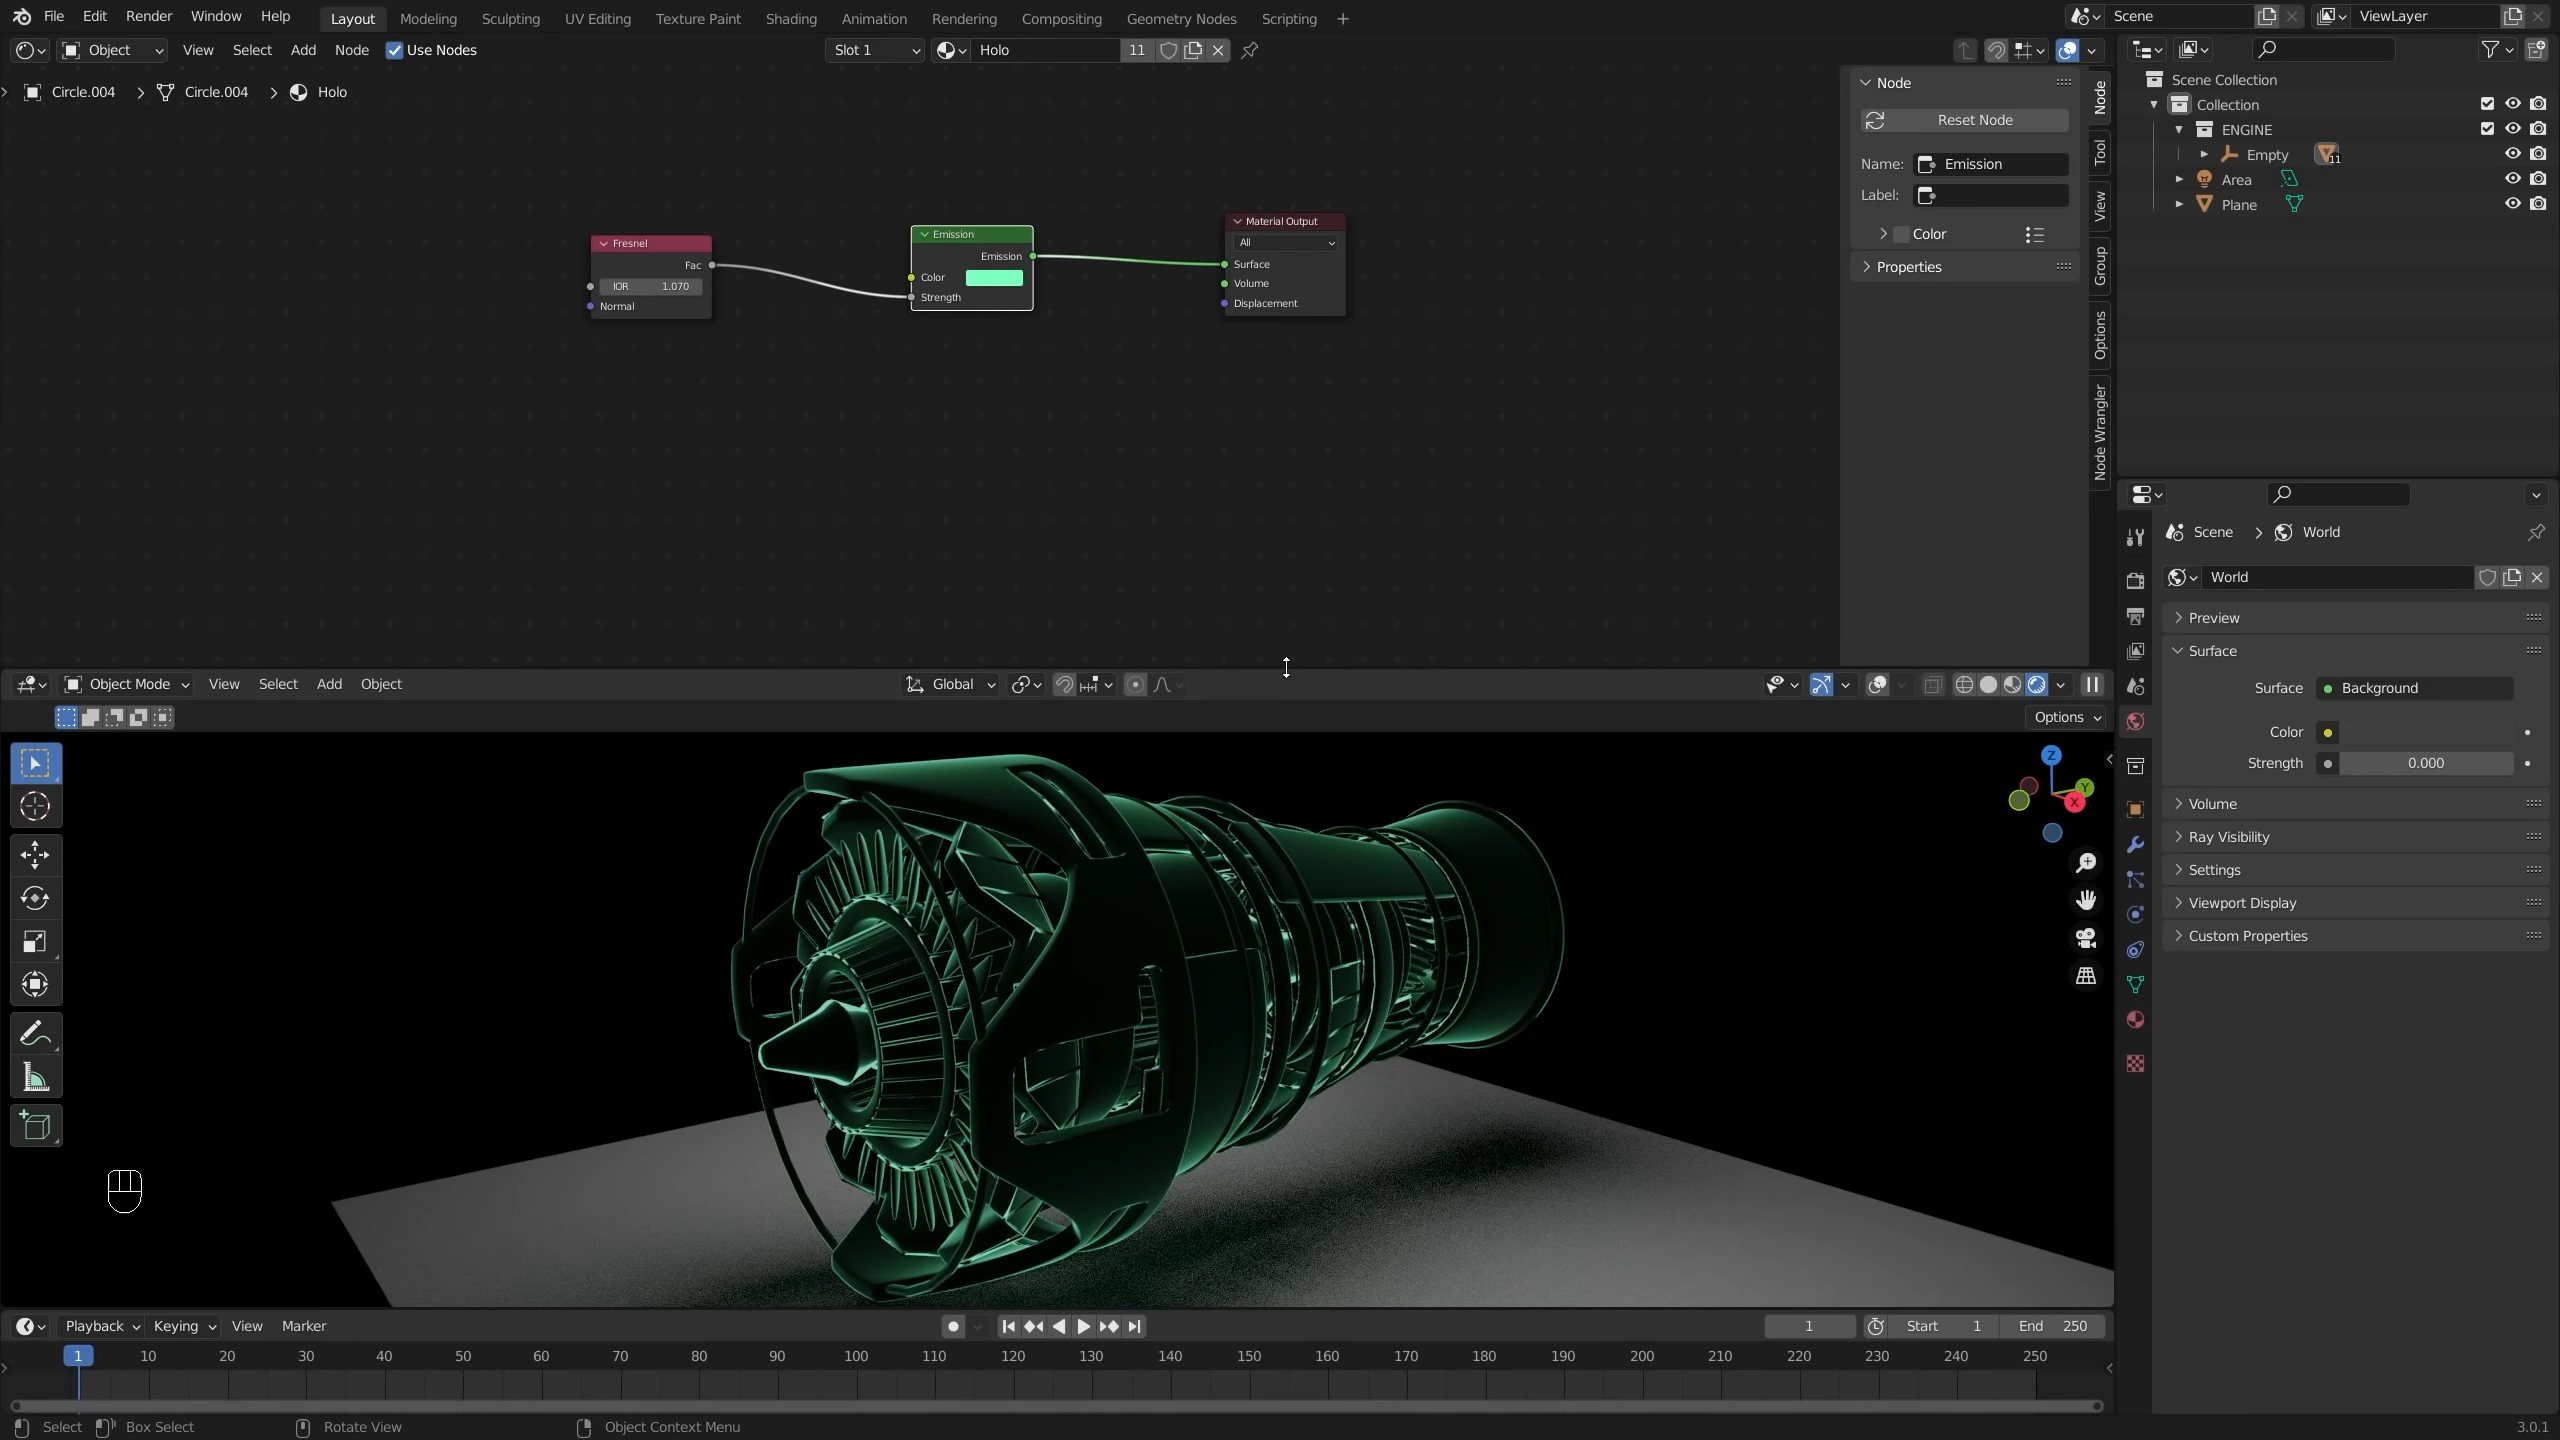 File Edit Render Window Help Layout Modeling Sculpting UV Editing Texture Paint Shading Animation Rendering Compositing Geometry Nodes Scripting + Scene ViewLayer
Object View Select Add Node Use Nodes Slot 1 Holo 11
Circle.004 > Circle.004 > Holo
Fresnel
Fac
IOR 1.070
Normal
Emission
Emission
Color
Strength
Material Output
All
Surface
Volume
Displacement
Node
Reset Node
Name: Emission
Label:
Color
Properties
Node
Tool
View
Group
Options
Node Wrangler
Scene Collection
Collection
ENGINE
Empty 11
Area
Plane
Scene > World
World
Preview
Surface
Surface Background
Color
Strength 0.000
Volume
Ray Visibility
Settings
Viewport Display
Custom Properties
Object Mode View Select Add Object Global
Options
Z
Y
X
Playback Keying View Marker 1 Start 1 End 250
1 10 20 30 40 50 60 70 80 90 100 110 120 130 140 150 160 170 180 190 200 210 220 230 240 250
Select Box Select Rotate View Object Context Menu 3.0.1